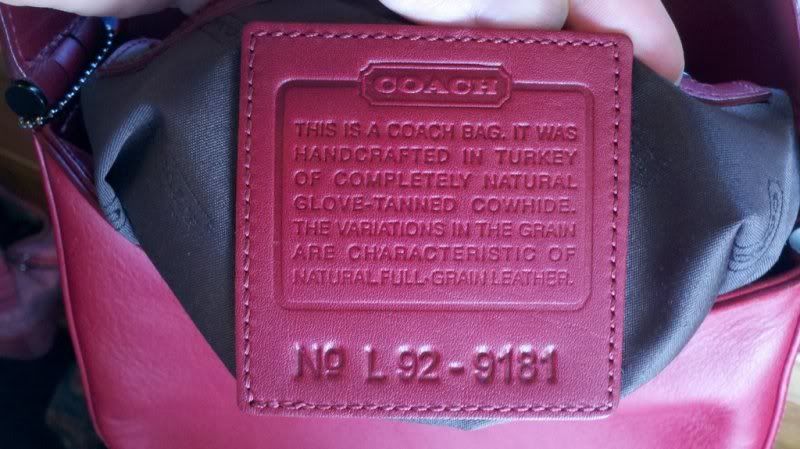 COACH
THIS IS A COACH BAG. IT WAS
HANDCRAFTED IN TURKEY
OF COMPLETELY NATURAL
GLOVE-TANNED COWHIDE.
THE VARIATIONS IN THE GRAIN
ARE CHARACTERISTIC OF
NATURAL FULL-GRAIN LEATHER.
Nº L 92 - 9181